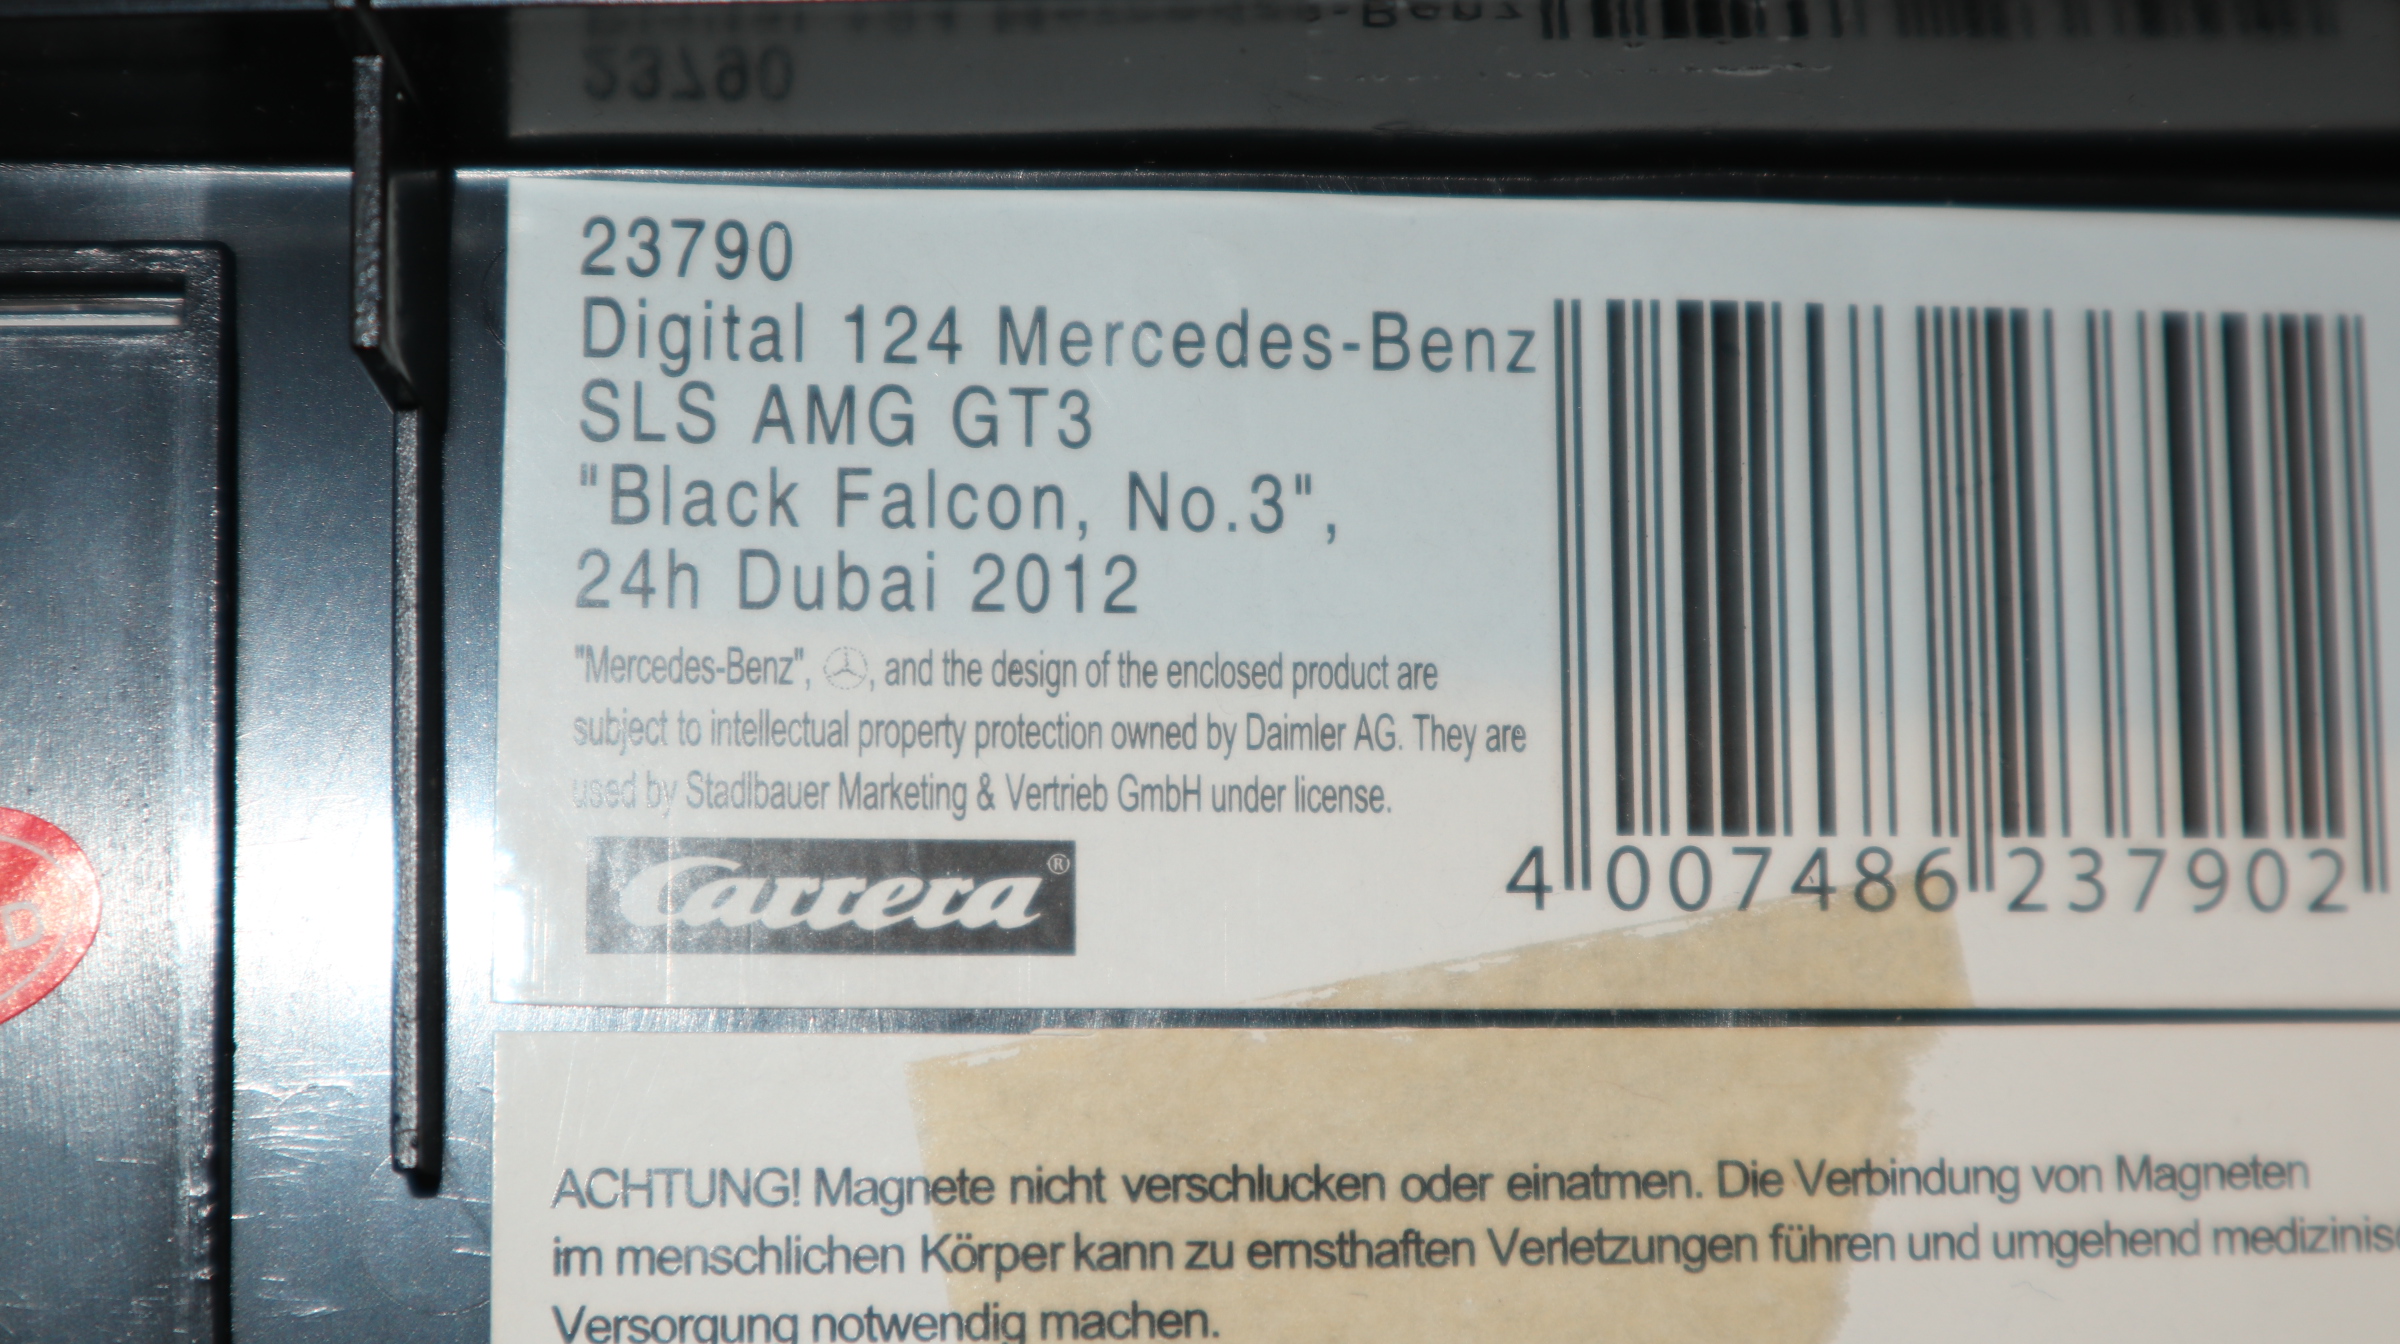 23790
Digital 124 Mercedes-Benz
SLS AMG GT3
"Black Falcon, No.3",
24h Dubai 2012
"Mercedes-Benz", , and the design of the enclosed product are
subject to intellectual property protection owned by Daimler AG. They are
used by Stadlbauer Marketing & Vertrieb GmbH under license.
Carrera®
4 007486 237902
ACHTUNG! Magnete nicht verschlucken oder einatmen. Die Verbindung von Magneten
im menschlichen Körper kann zu ernsthaften Verletzungen führen und umgehend
Versorgung notwendig machen.